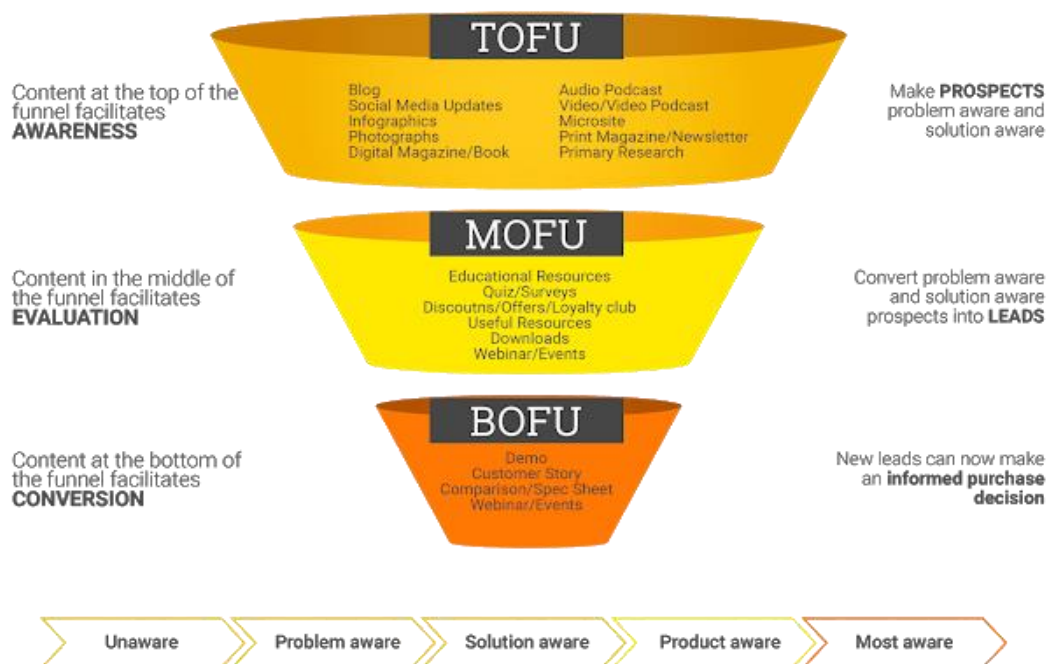 TOFU
Content at the top of the
funnel facilitates
AWARENESS
Blog
Social Media Updates
Infographics
Photographs
Digital Magazine/Book
Audio Podcast
Video/Video Podcast
Microsite
Print Magazine/Newsletter
Primary Research
Make PROSPECTS
problem aware and
solution aware
MOFU
Content in the middle of
the funnel facilitates
EVALUATION
Educational Resources
Quiz/Surveys
Discoutns/Offers/Loyalty club
Useful Resources
Downloads
Webinar/Events
Convert problem aware
and solution aware
prospects into LEADS
BOFU
Content at the bottom of
the funnel facilitates
CONVERSION
Demo
Customer Story
Comparison/Spec Sheet
Webinar/Events
New leads can now make
an informed purchase
decision
Unaware
Problem aware
Solution aware
Product aware
Most aware